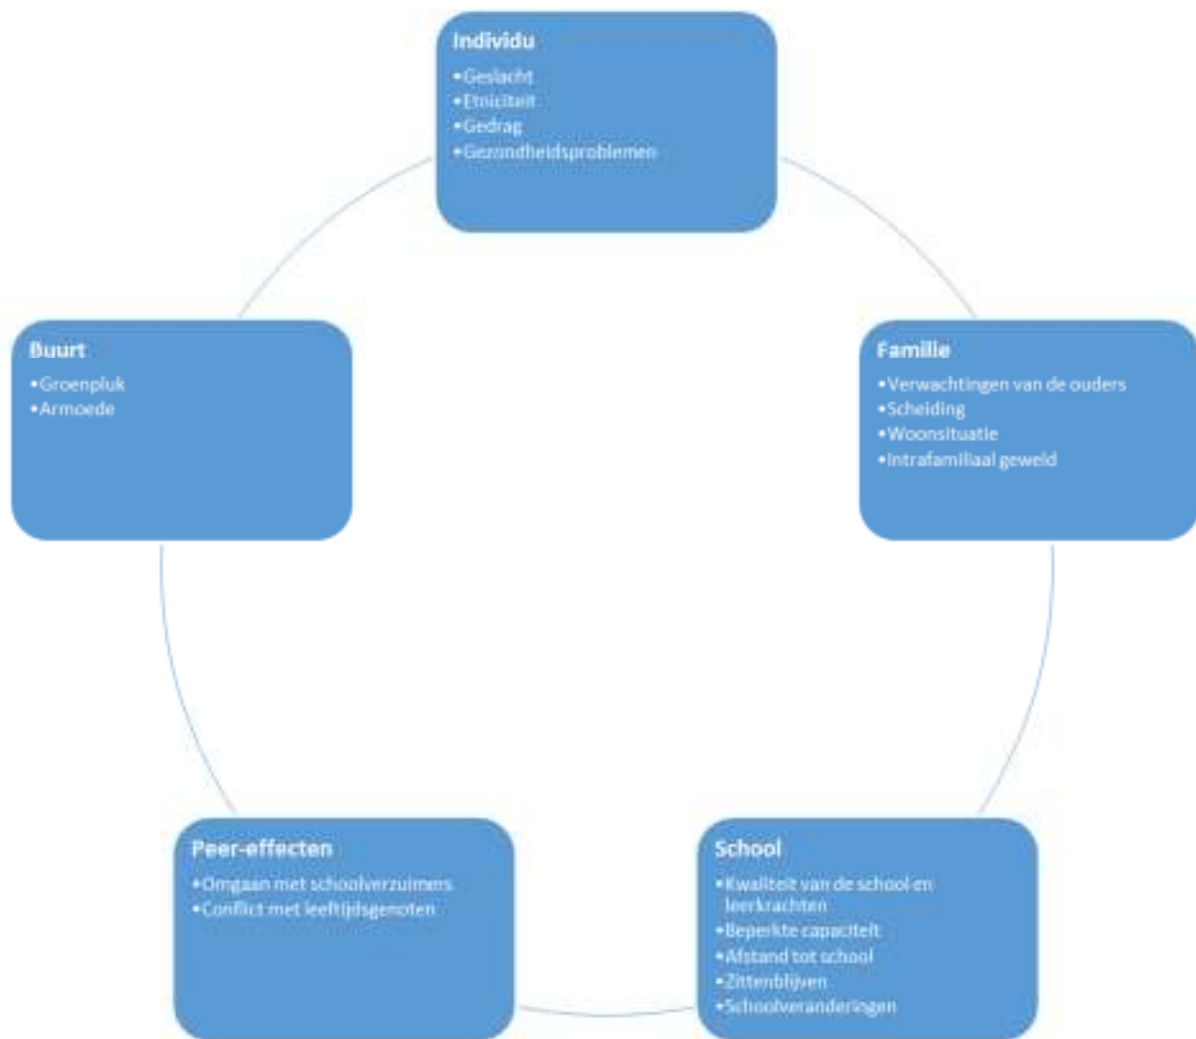 Individu
•Geslacht
•Etniciteit
•Gedrag
•Gezondheidsproblemen
Familie
•Verwachtingen van de ouders
•Scheiding
•Woonsituatie
•Intrafamiliaal geweld
School
•Kwaliteit van de school en
leerkrachten
•Beperkte capaciteit
•Afstand tot school
•Zittenblijven
•Schoolveranderingen
Peer-effecten
•Omgaan met schoolverzuimers
•Conflict met leeftijdsgenoten
Buurt
•Groenpluk
•Armoede